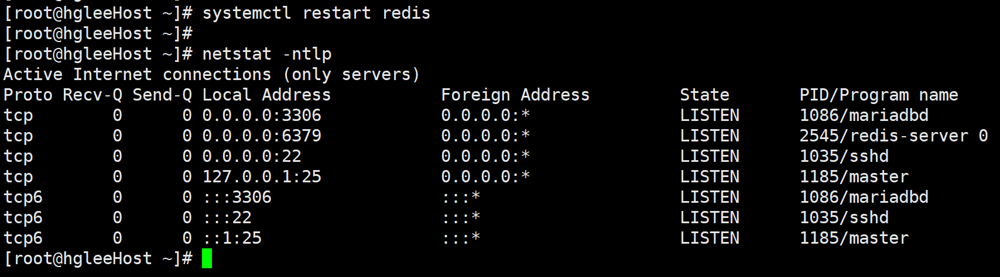 [root@hgleeHost ~]# systemctl restart redis
[root@hgleeHost ~]#
[root@hgleeHost ~]# netstat -ntlp
Active Internet connections (only servers)
Proto Recv-Q Send-Q Local Address           Foreign Address         State       PID/Program name
tcp        0      0 0.0.0.0:3306            0.0.0.0:*               LISTEN      1086/mariadbd
tcp        0      0 0.0.0.0:6379            0.0.0.0:*               LISTEN      2545/redis-server 0
tcp        0      0 0.0.0.0:22              0.0.0.0:*               LISTEN      1035/sshd
tcp        0      0 127.0.0.1:25            0.0.0.0:*               LISTEN      1185/master
tcp6       0      0 :::3306                 :::*                    LISTEN      1086/mariadbd
tcp6       0      0 :::22                   :::*                    LISTEN      1035/sshd
tcp6       0      0 ::1:25                  :::*                    LISTEN      1185/master
[root@hgleeHost ~]#